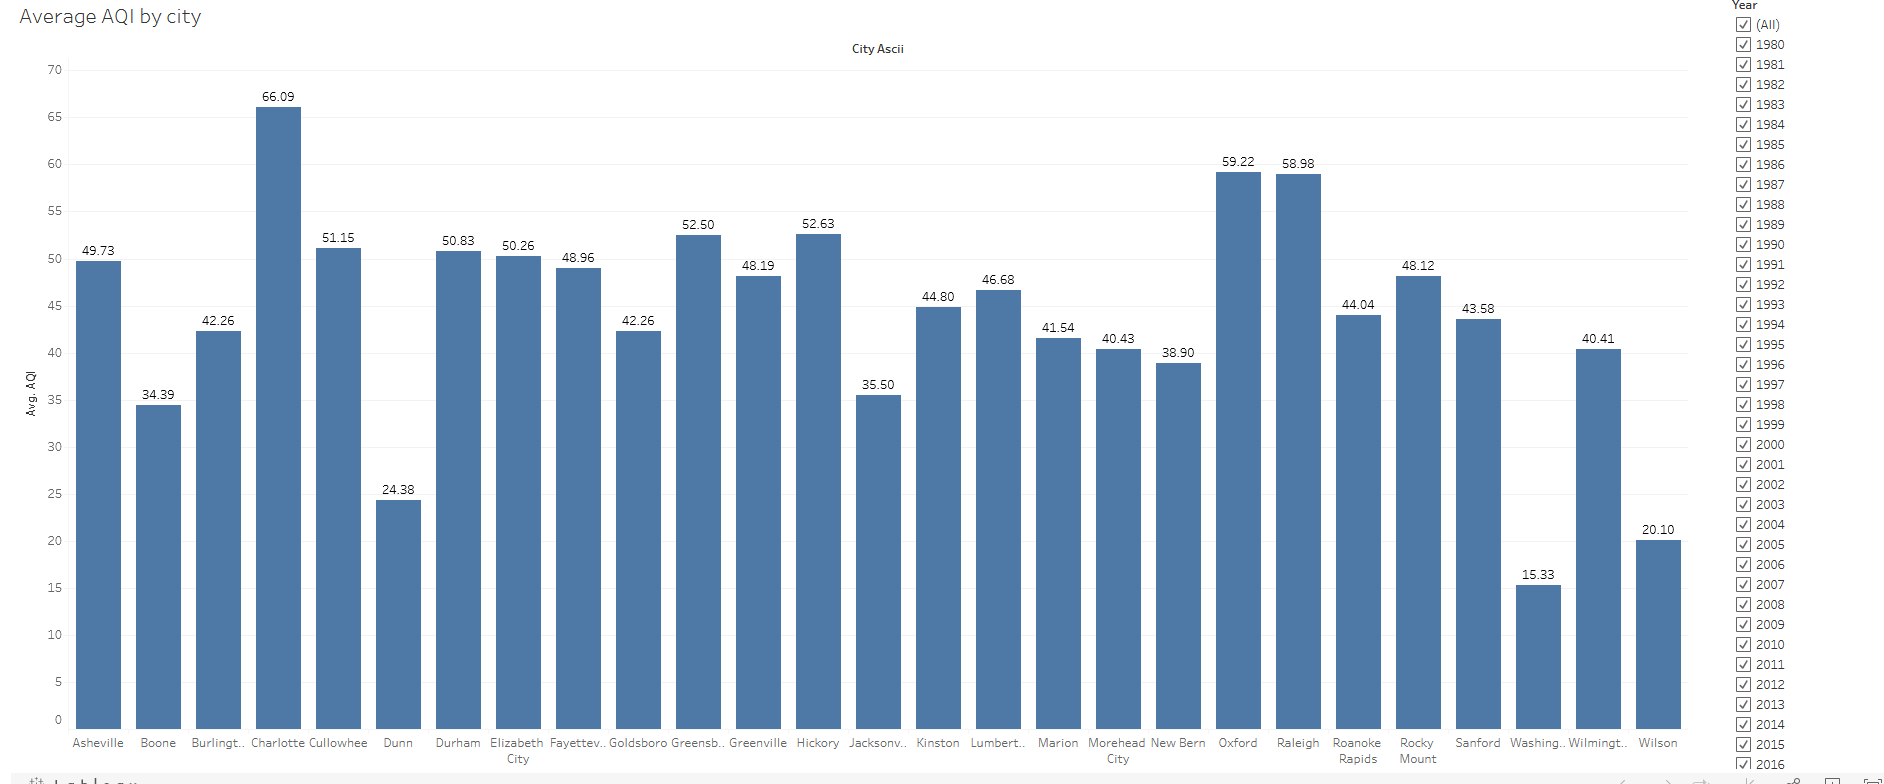 Average AQI by city
City Ascii
Avg. AQI
70
65
60
55
50
45
40
35
30
25
20
15
10
5
0
49.73
34.39
42.26
66.09
51.15
24.38
50.83
50.26
48.96
42.26
52.50
48.19
52.63
35.50
44.80
46.68
41.54
40.43
38.90
59.22
58.98
44.04
48.12
43.58
15.33
40.41
20.10
Asheville
Boone
Burlingt..
Charlotte
Cullowhee
Dunn
Durham
Elizabeth
City
Fayettev..
Goldsboro
Greensb..
Greenville
Hickory
Jacksonv..
Kinston
Lumbert..
Marion
Morehead
City
New Bern
Oxford
Raleigh
Roanoke
Rapids
Rocky
Mount
Sanford
Washing..
Wilmingt..
Wilson
Year
(All)
1980
1981
1982
1983
1984
1985
1986
1987
1988
1989
1990
1991
1992
1993
1994
1995
1996
1997
1998
1999
2000
2001
2002
2003
2004
2005
2006
2007
2008
2009
2010
2011
2012
2013
2014
2015
2016